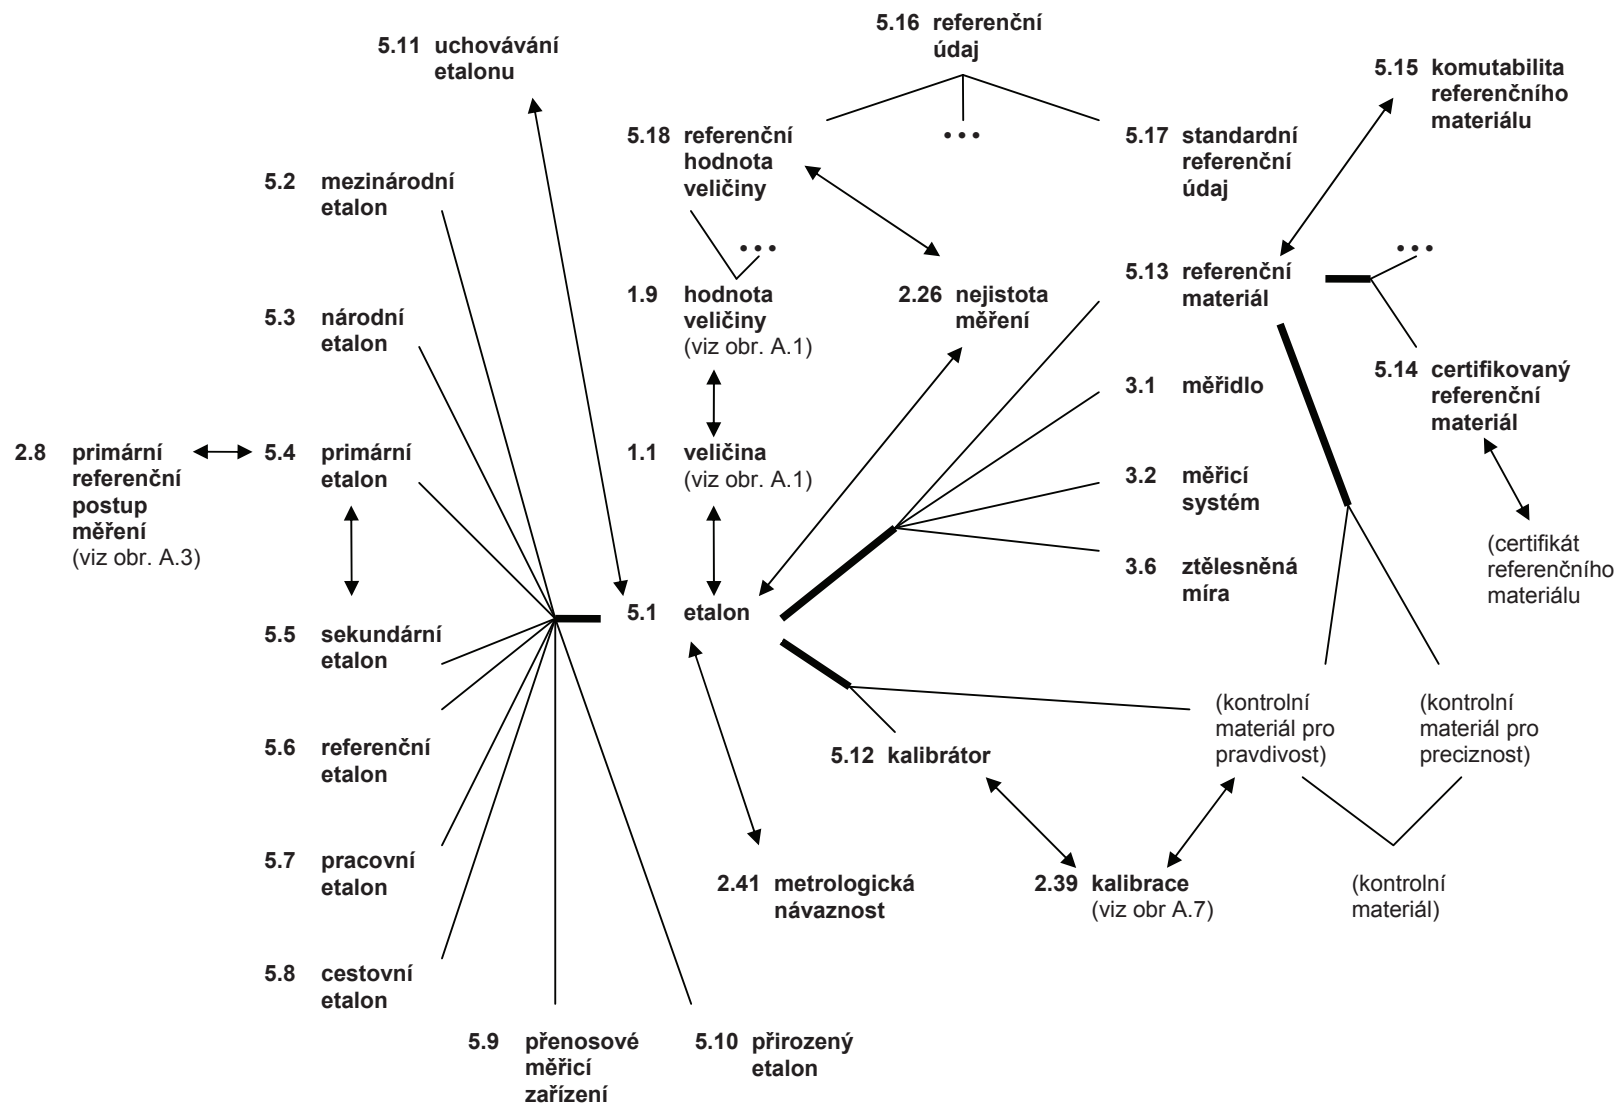 5.16 referenční
údaj
5.11 uchovávání
etalonu
5.15 komutabilita
referenčního
materiálu
5.18 referenční
hodnota
veličiny
•••
5.17 standardní
referenční
údaj
5.2 mezinárodní
etalon
•••
•••
5.13 referenční
materiál
1.9 hodnota
veličiny
(viz obr. A.1)
2.26 nejistota
měření
5.3 národní
etalon
5.14 certifikovaný
referenční
materiál
3.1 měřidlo
2.8 primární
referenční
postup
měření
(viz obr. A.3)
5.4 primární
etalon
1.1 veličina
(viz obr. A.1)
3.2 měřicí
systém
(certifikát
referenčního
materiálu
3.6 ztělesněná
míra
5.1 etalon
5.5 sekundární
etalon
(kontrolní
materiál pro
pravdivost)
(kontrolní
materiál pro
preciznost)
5.6 referenční
etalon
5.12 kalibrátor
5.7 pracovní
etalon
2.41 metrologická
návaznost
2.39 kalibrace
(viz obr A.7)
(kontrolní
materiál)
5.8 cestovní
etalon
5.9 přenosové
měřicí
zařízení
5.10 přirozený
etalon